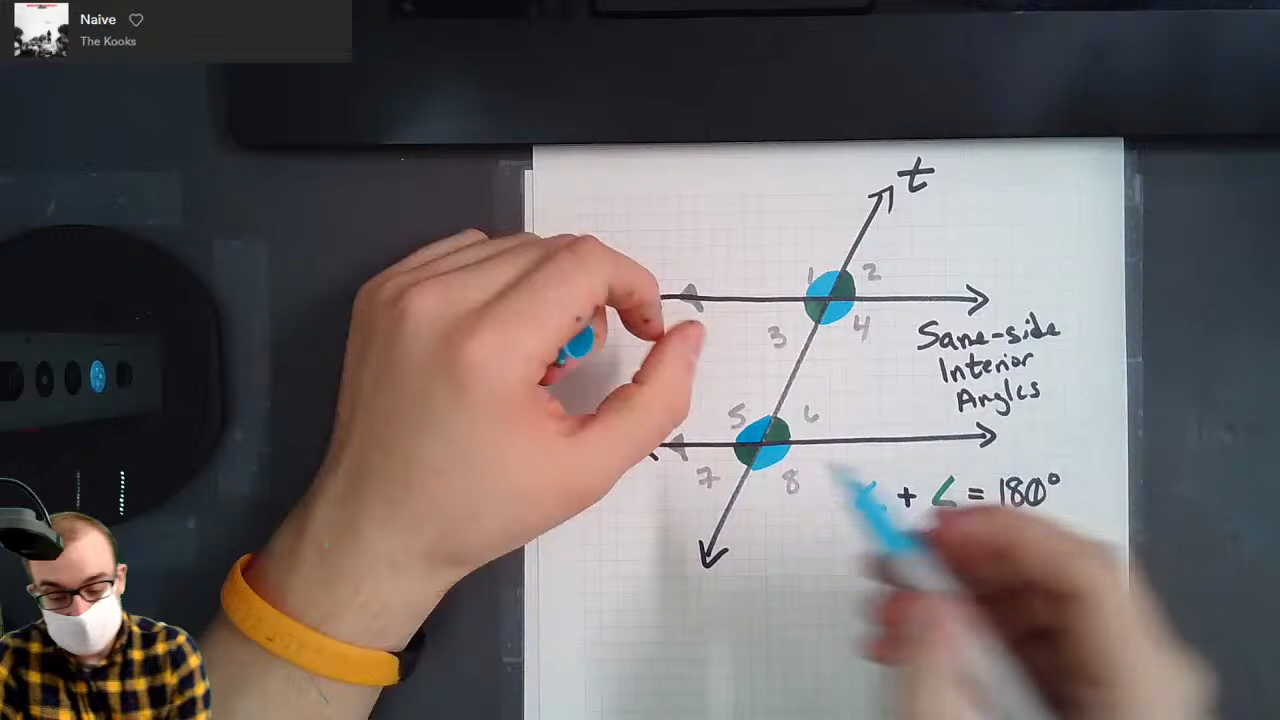 Naive
The Kooks
t
1 2
3 4
Same-side
Interior
Angles
5 6
7 8
∠ + ∠ = 180°